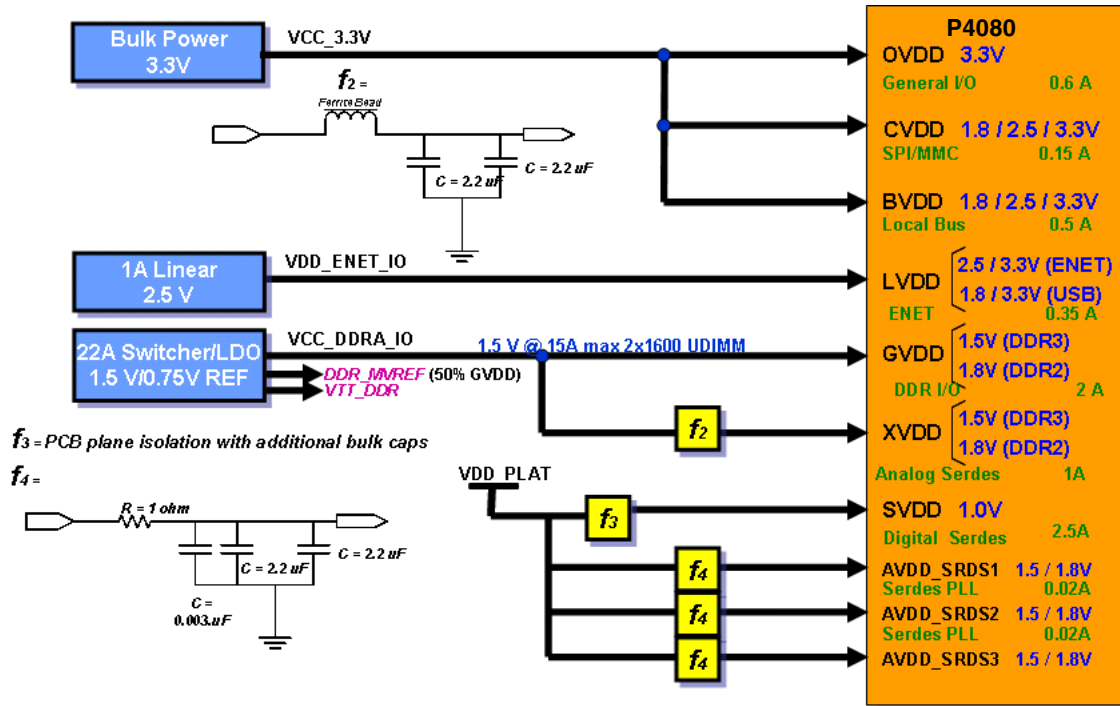 P4080
Bulk Power
3.3V
VCC_3.3V
OVDD 3.3V
General I/O 0.6 A
f2 =
Ferrite Bead
C = 2.2 uF
C = 2.2 uF
CVDD 1.8 / 2.5 / 3.3V
SPI/MMC 0.15 A
BVDD 1.8 / 2.5 / 3.3V
Local Bus 0.5 A
1A Linear
2.5 V
VDD_ENET_IO
LVDD
2.5 / 3.3V (ENET)
1.8 / 3.3V (USB)
ENET 0.35 A
22A Switcher/LDO
1.5 V/0.75V REF
VCC_DDRA_IO
1.5 V @ 15A max 2x1600 UDIMM
DDR_MVREF (50% GVDD)
VTT_DDR
GVDD
1.5V (DDR3)
1.8V (DDR2)
DDR I/O 2 A
f2
XVDD
1.5V (DDR3)
1.8V (DDR2)
Analog Serdes 1A
f3 = PCB plane isolation with additional bulk caps
f4 =
R = 1 ohm
C = 2.2 uF
C = 2.2 uF
C =
0.003.uF
VDD_PLAT
f3
SVDD 1.0V
Digital Serdes 2.5A
f4
AVDD_SRDS1 1.5 / 1.8V
Serdes PLL 0.02A
f4
AVDD_SRDS2 1.5 / 1.8V
Serdes PLL 0.02A
f4
AVDD_SRDS3 1.5 / 1.8V